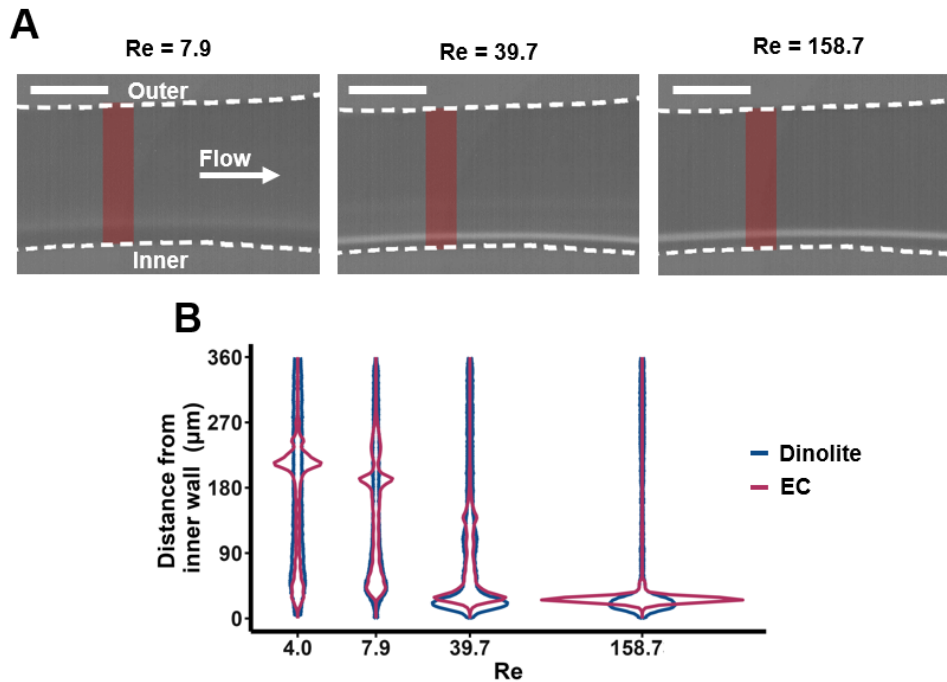 A
Re = 7.9
Re = 39.7
Re = 158.7
Outer
Flow
Inner
B
Distance from
inner wall (µm)
360
270
180
90
0
4.0
7.9
39.7
158.7
Re
Dinolite
EC